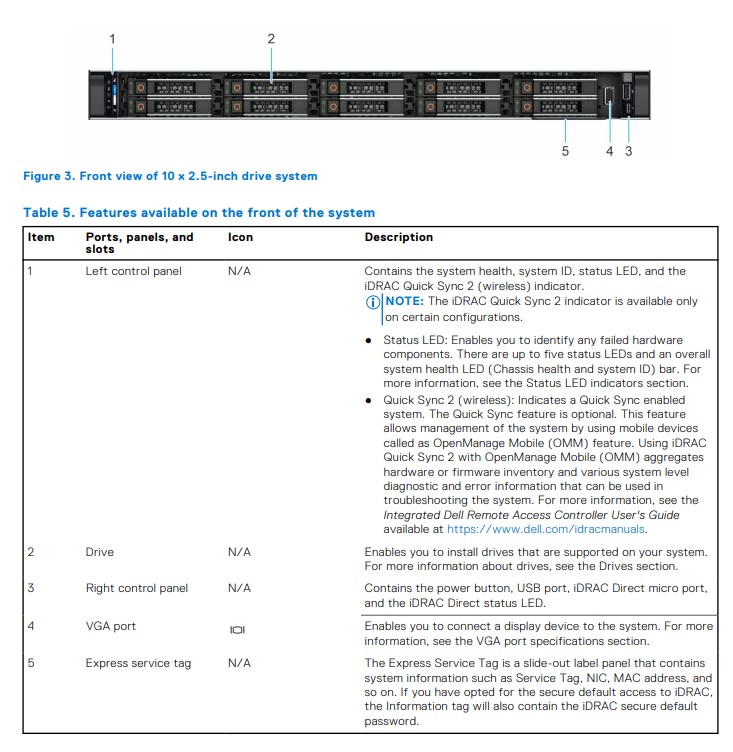 1
2
5
4
3
Figure 3. Front view of 10 x 2.5-inch drive system
Table 5. Features available on the front of the system
Item
Ports, panels, and
slots
Icon
Description
1
Left control panel
N/A
Contains the system health, system ID, status LED, and the
iDRAC Quick Sync 2 (wireless) indicator.
NOTE: The iDRAC Quick Sync 2 indicator is available only
on certain configurations.
● Status LED: Enables you to identify any failed hardware
components. There are up to five status LEDs and an overall
system health LED (Chassis health and system ID) bar. For
more information, see the Status LED indicators section.
● Quick Sync 2 (wireless): Indicates a Quick Sync enabled
system. The Quick Sync feature is optional. This feature
allows management of the system by using mobile devices
called as OpenManage Mobile (OMM) feature. Using iDRAC
Quick Sync 2 with OpenManage Mobile (OMM) aggregates
hardware or firmware inventory and various system level
diagnostic and error information that can be used in
troubleshooting the system. For more information, see the
Integrated Dell Remote Access Controller User's Guide
available at https://www.dell.com/idracmanuals.
2
Drive
N/A
Enables you to install drives that are supported on your system.
For more information about drives, see the Drives section.
3
Right control panel
N/A
Contains the power button, USB port, iDRAC Direct micro port,
and the iDRAC Direct status LED.
4
VGA port
Enables you to connect a display device to the system. For more
information, see the VGA port specifications section.
5
Express service tag
N/A
The Express Service Tag is a slide-out label panel that contains
system information such as Service Tag, NIC, MAC address, and
so on. If you have opted for the secure default access to iDRAC,
the Information tag will also contain the iDRAC secure default
password.